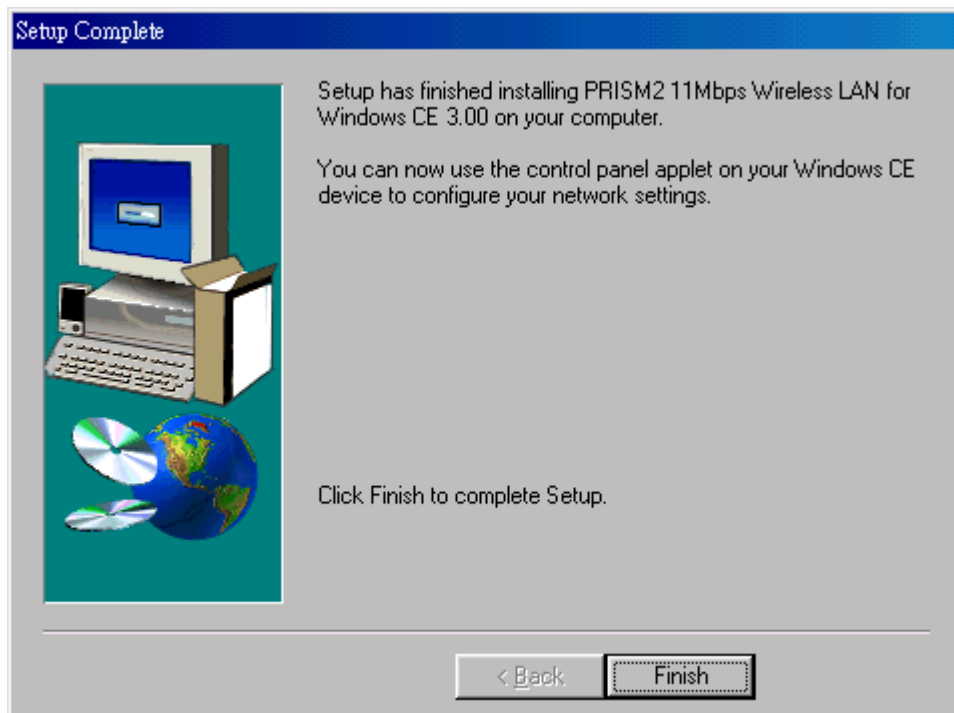 Setup Complete
Setup has finished installing PRISM2 11Mbps Wireless LAN for
Windows CE 3.00 on your computer.
You can now use the control panel applet on your Windows CE
device to configure your network settings.
Click Finish to complete Setup.
< Back
Finish